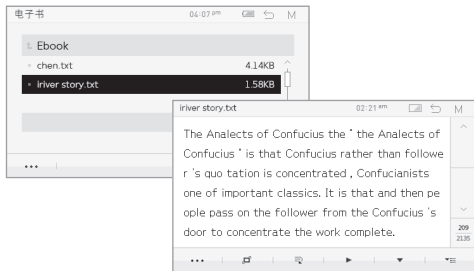 电子书
04:07 pm
M
Ebook
chen.txt 4.14KB
iriver story.txt 1.58KB
iriver story.txt
02:21 am
M
The Analects of Confucius the " the Analects of
Confucius " is that Confucius rather than followe
r 's quo tation is concentrated , Confucianists
one of important classics. It is that and then pe
ople pass on the follower from the Confucius 's
door to concentrate the work complete.
209
2135